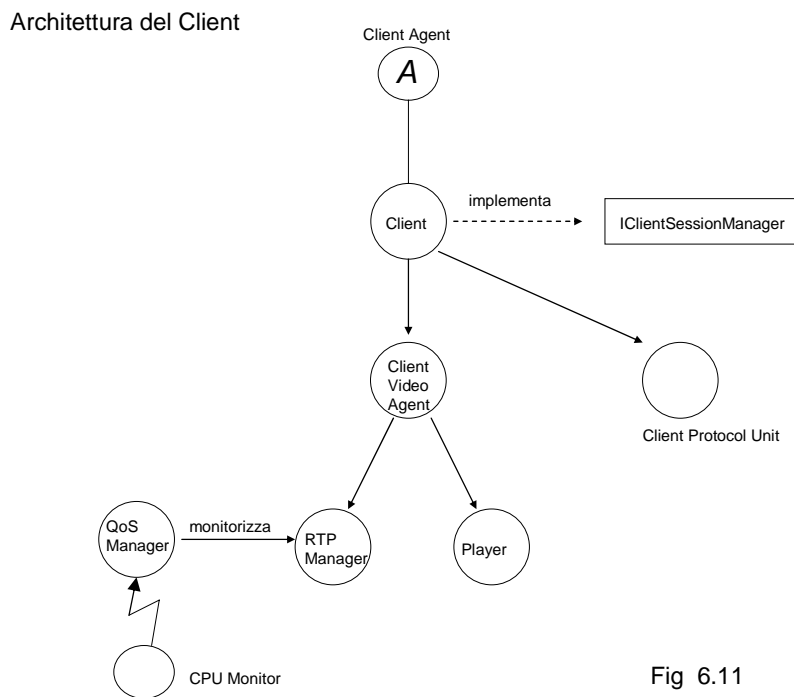 Architettura del Client
Client Agent
A
Client
implementa
IClientSessionManager
Client
Video
Agent
Client Protocol Unit
QoS
Manager
monitorizza
RTP
Manager
Player
CPU Monitor
Fig 6.11